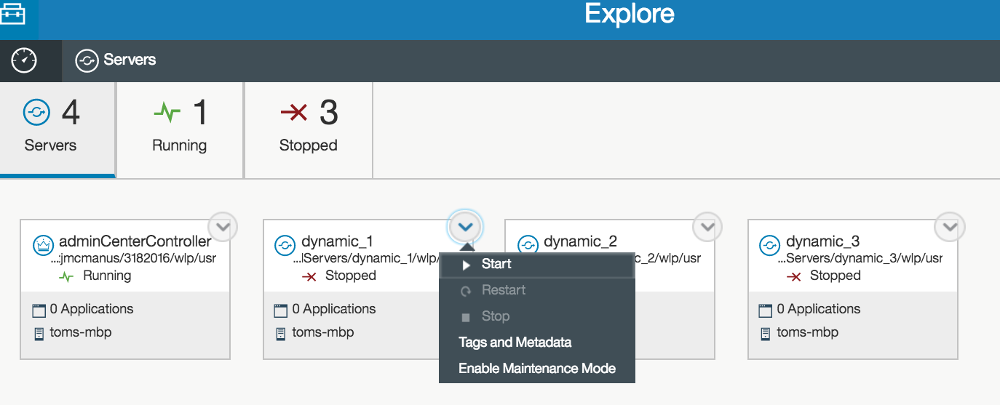 Explore
Servers
4
Servers
1
Running
3
Stopped
adminCenterController
...:jmcmanus/3182016/wlp/usr
Running
0 Applications
toms-mbp
dynamic_1
...lServers/dynamic_1/wlp/
Stopped
0 Applications
toms-mbp
Start
Restart
Stop
Tags and Metadata
Enable Maintenance Mode
dynamic_2
c_2/wlp/usr
dynamic_3
...Servers/dynamic_3/wlp/usr
Stopped
0 Applications
toms-mbp